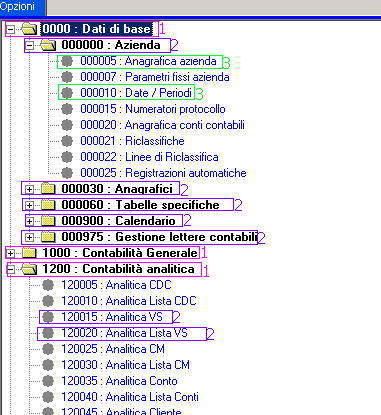 Opzioni
0000 : Dati di base 1
000000 : Azienda 2
000005 : Anagrafica azienda 3
000007 : Parametri fissi azienda
000010 : Date / Periodi 3
000015 : Numeratori protocollo
000020 : Anagrafica conti contabili
000021 : Riclassifiche
000022 : Linee di Riclassifica
000025 : Registrazioni automatiche
000030 : Anagrafici 2
000060 : Tabelle specifiche 2
000900 : Calendario 2
000975 : Gestione lettere contabili 2
1000 : Contabilità Generale 1
1200 : Contabilità analitica 1
120005 : Analitica CDC
120010 : Analitica Lista CDC
120015 : Analitica VS 2
120020 : Analitica Lista VS 2
120025 : Analitica CM
120030 : Analitica Lista CM
120035 : Analitica Conto
120040 : Analitica Lista Conti
120045 : Analitica Cliente